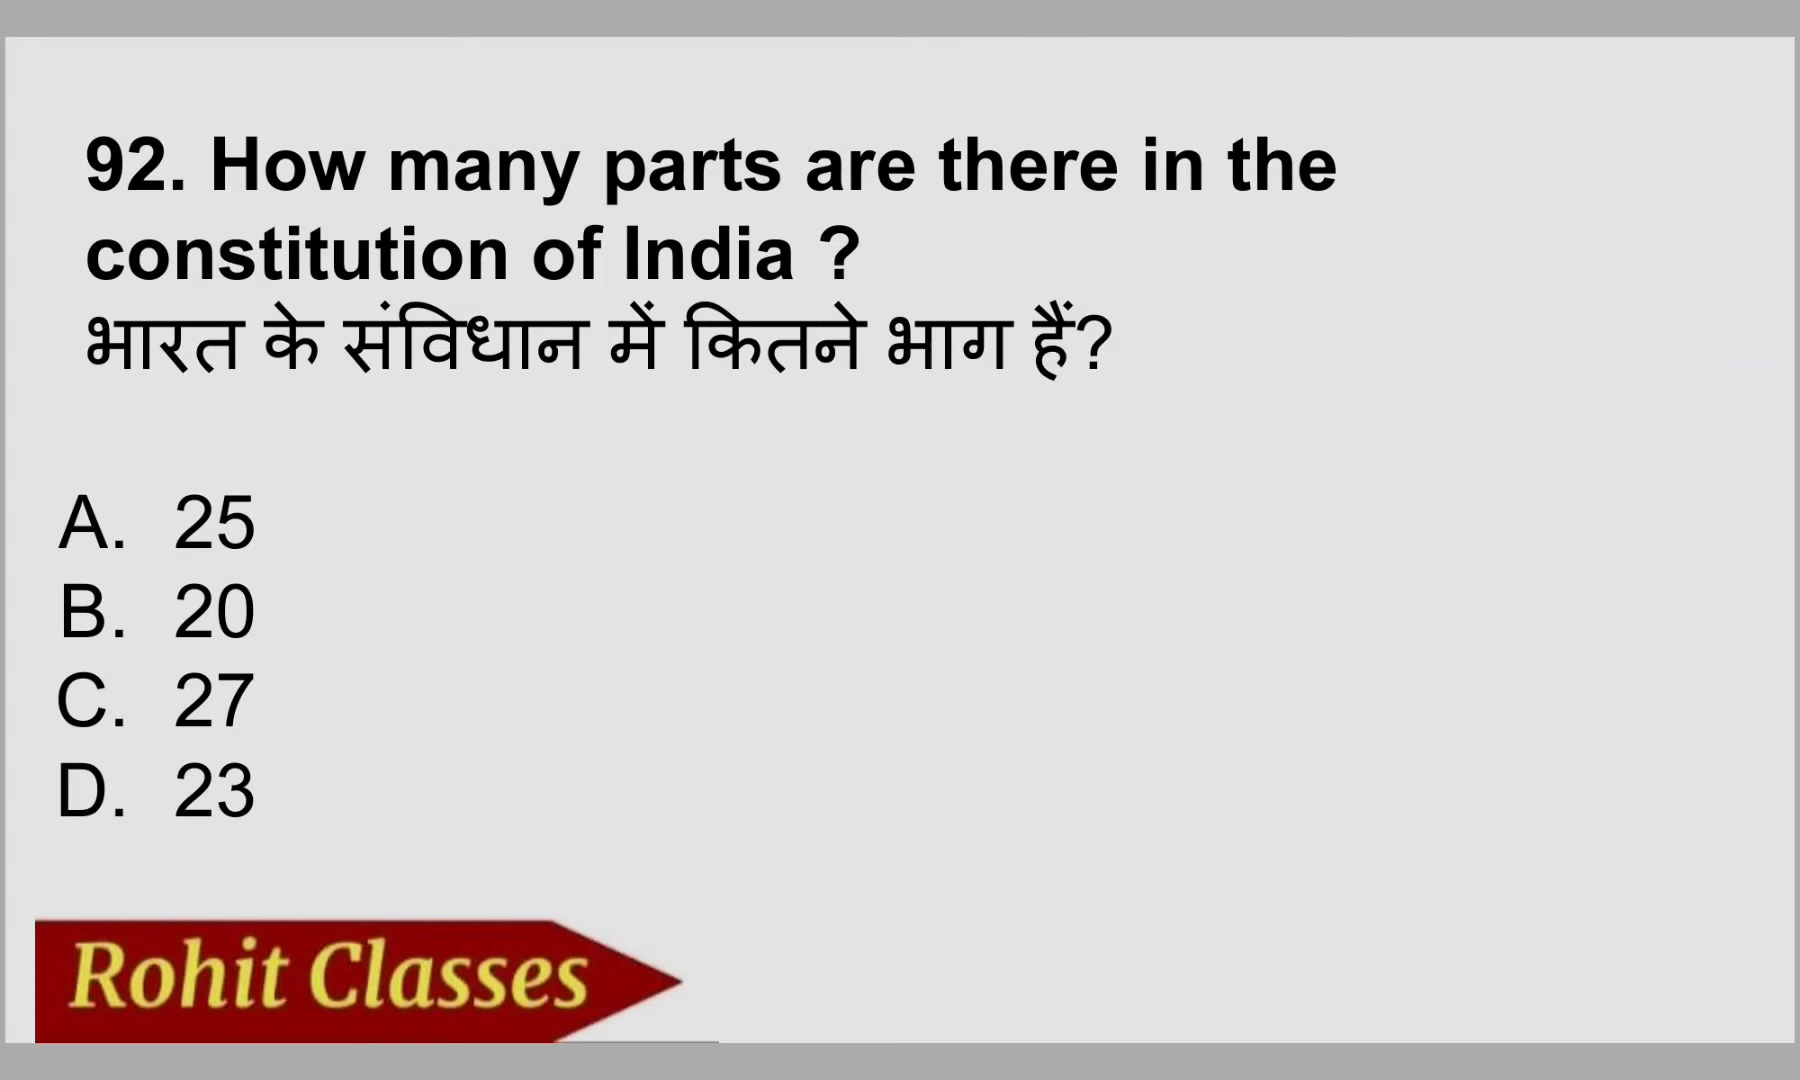 92. How many parts are there in the
constitution of India ?
भारत के संविधान में कितने भाग हैं?
A. 25
B. 20
C. 27
D. 23
Rohit Classes